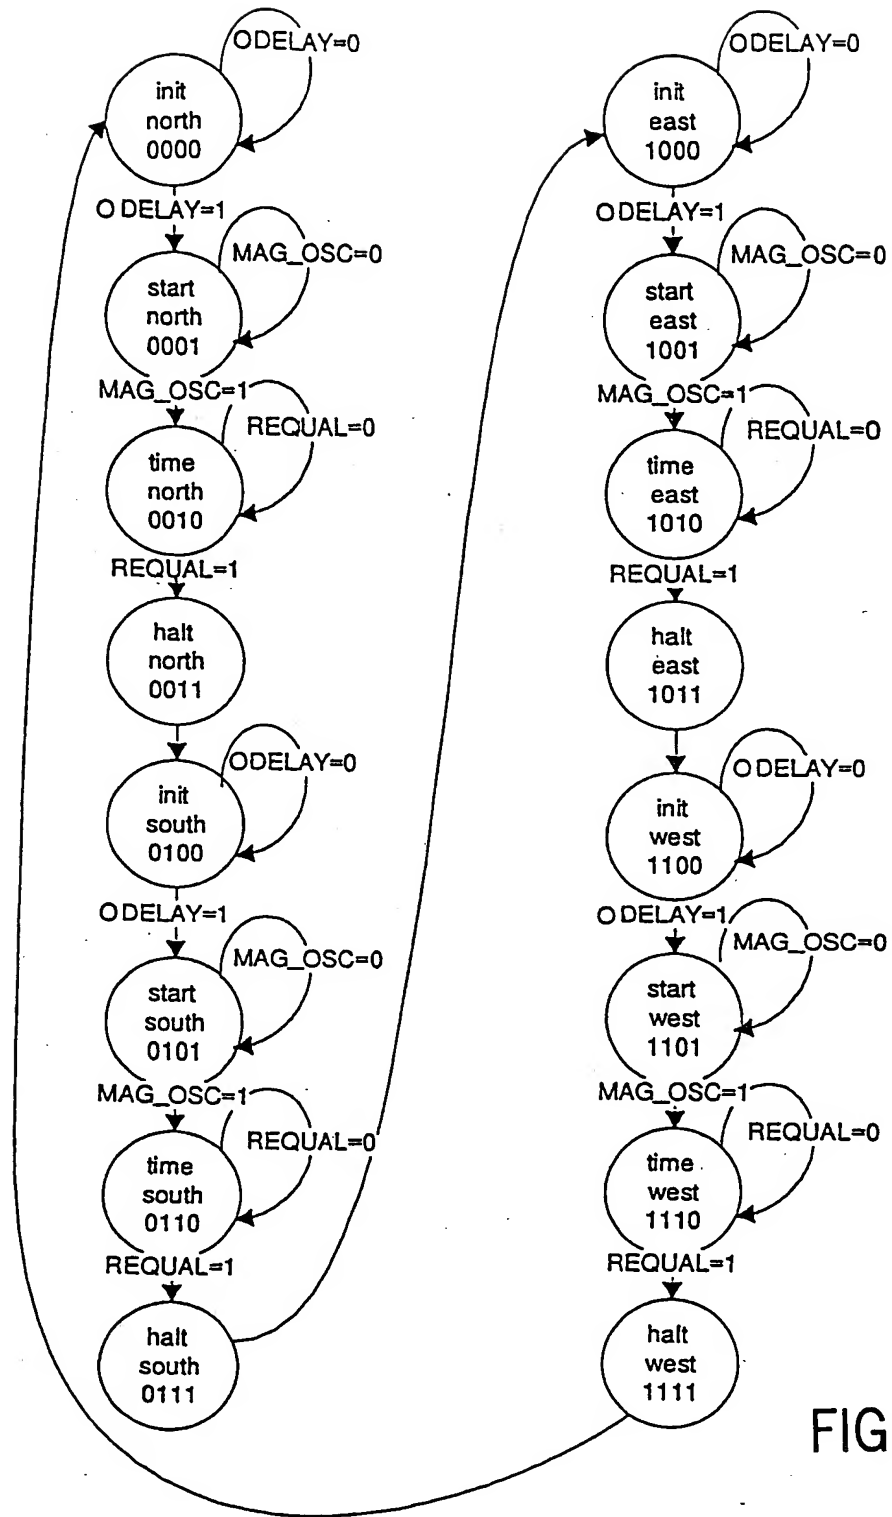 ODELAY=0
init
north
0000
ODELAY=1
MAG_OSC=0
start
north
0001
MAG_OSC=1
REQUAL=0
time
north
0010
REQUAL=1
halt
north
0011
ODELAY=0
init
south
0100
ODELAY=1
MAG_OSC=0
start
south
0101
MAG_OSC=1
REQUAL=0
time
south
0110
REQUAL=1
halt
south
0111
ODELAY=0
init
east
1000
ODELAY=1
MAG_OSC=0
start
east
1001
MAG_OSC=1
REQUAL=0
time
east
1010
REQUAL=1
halt
east
1011
ODELAY=0
init
west
1100
ODELAY=1
MAG_OSC=0
start
west
1101
MAG_OSC=1
REQUAL=0
time
west
1110
REQUAL=1
halt
west
1111
FIG